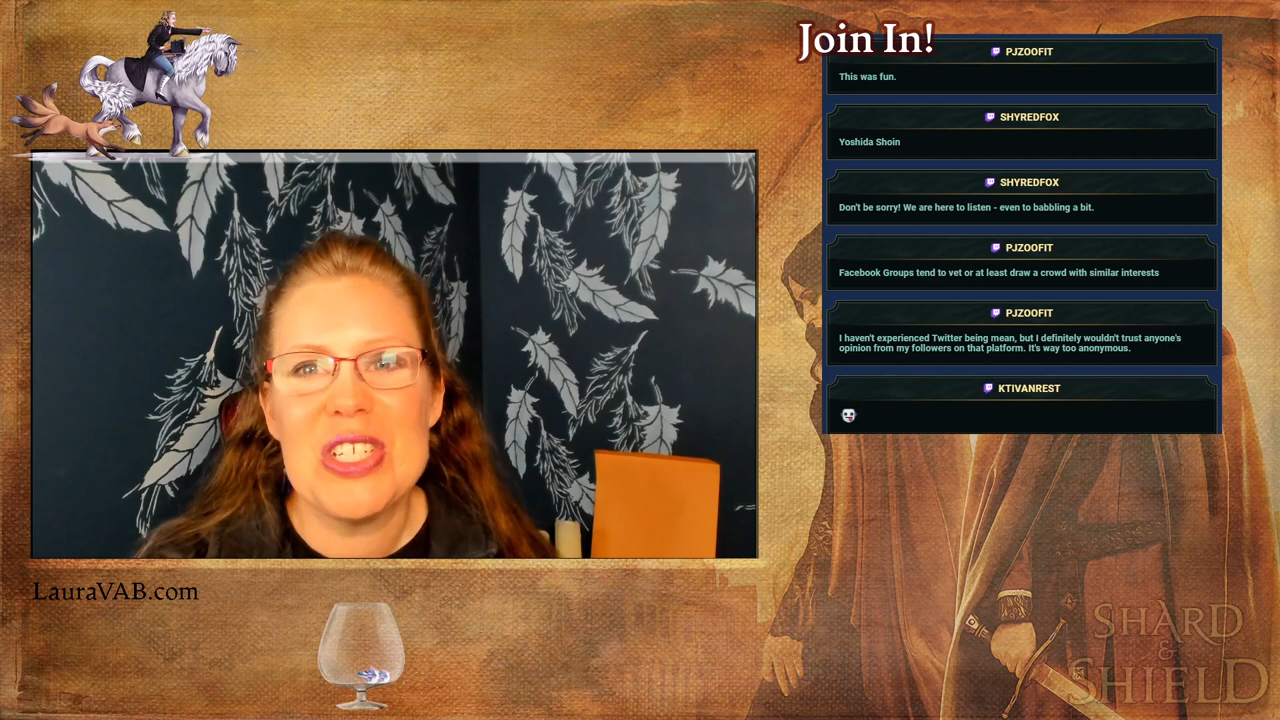 Join In!
PJZOOFIT
This was fun.
SHYREDFOX
Yoshida Shoin
SHYREDFOX
Don't be sorry! We are here to listen - even to babbling a bit.
PJZOOFIT
Facebook Groups tend to vet or at least draw a crowd with similar interests
PJZOOFIT
I haven't experienced Twitter being mean, but I definitely wouldn't trust anyone's
opinion from my followers on that platform. It's way too anonymous.
KTIVANREST
LauraVAB.com
SHARD
&
SHIELD